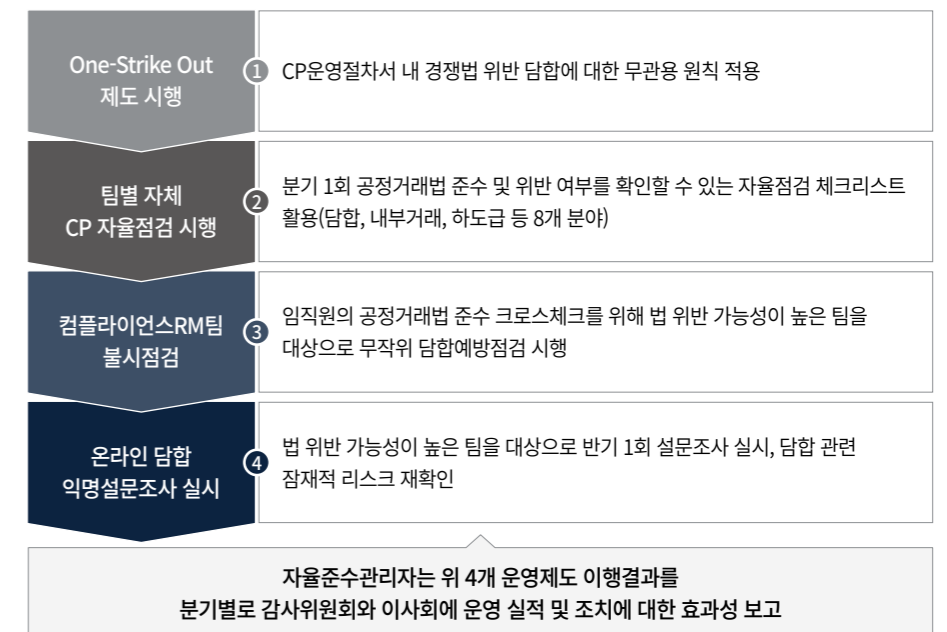 One-Strike Out
제도 시행
1
CP운영절차서 내 경쟁법 위반 담합에 대한 무관용 원칙 적용
팀별 자체
CP 자율점검 시행
2
분기 1회 공정거래법 준수 및 위반 여부를 확인할 수 있는 자율점검 체크리스트
활용(담합, 내부거래, 하도급 등 8개 분야)
컴플라이언스RM팀
불시점검
3
임직원의 공정거래법 준수 크로스체크를 위해 법 위반 가능성이 높은 팀을
대상으로 무작위 담합예방점검 시행
온라인 담합
익명설문조사 실시
4
법 위반 가능성이 높은 팀을 대상으로 반기 1회 설문조사 실시, 담합 관련
잠재적 리스크 재확인
자율준수관리자는 위 4개 운영제도 이행결과를
분기별로 감사위원회와 이사회에 운영 실적 및 조치에 대한 효과성 보고